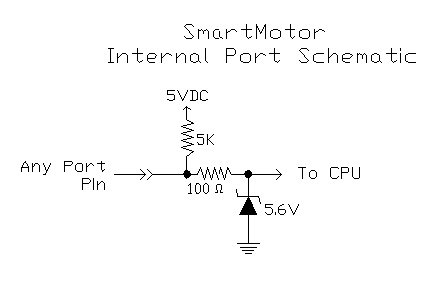 SmartMotor
Internal Port Schematic
5VDC
5K
Any Port
Pin
100 Ω
To CPU
5.6V